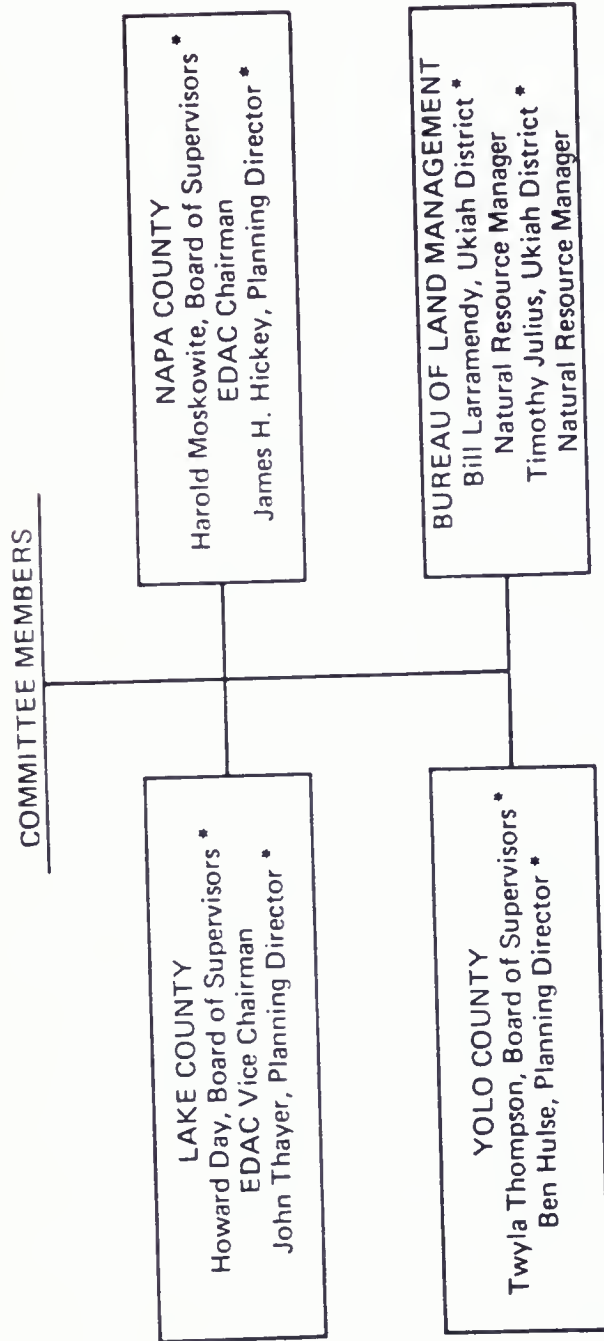 COMMITTEE MEMBERS
LAKE COUNTY
Howard Day, Board of Supervisors *
EDAC Vice Chairman
John Thayer, Planning Director *
NAPA COUNTY
Harold Moskowite, Board of Supervisors *
EDAC Chairman
James H. Hickey, Planning Director *
YOLO COUNTY
Twyla Thompson, Board of Supervisors *
Ben Hulse, Planning Director *
BUREAU OF LAND MANAGEMENT
Bill Larramendy, Ukiah District *
Natural Resource Manager
Timothy Julius, Ukiah District *
Natural Resource Manager